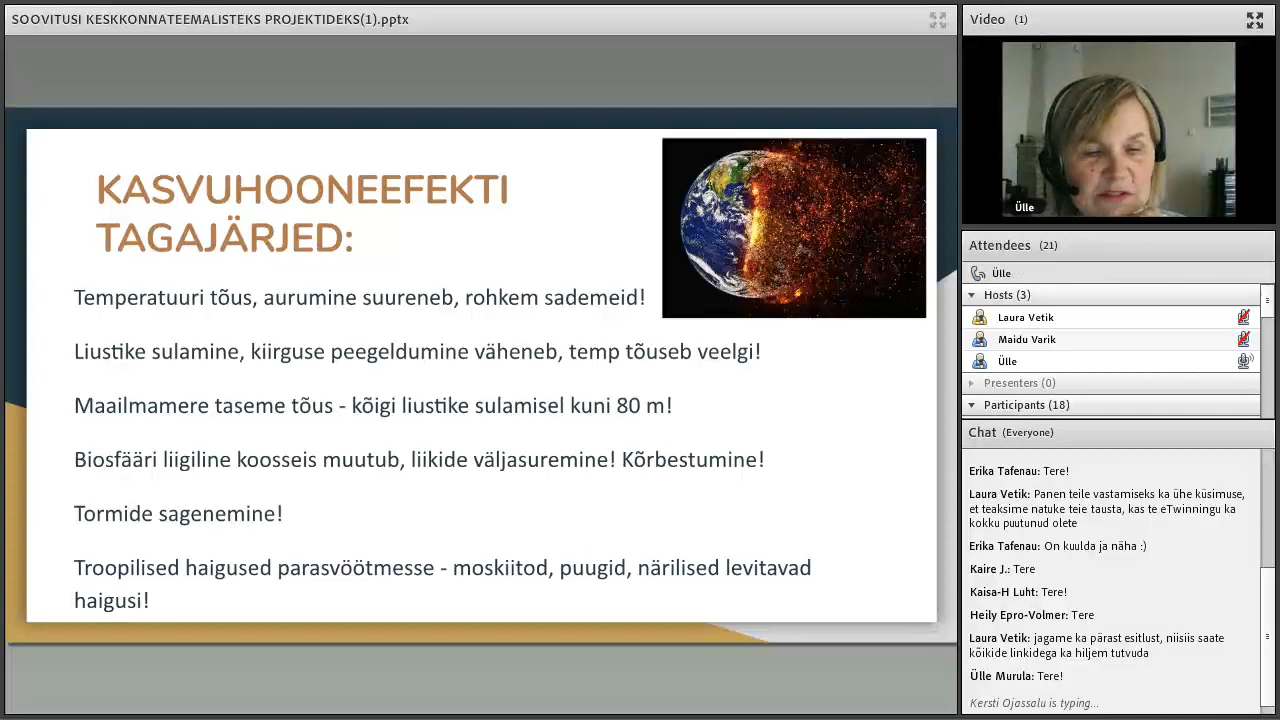 SOOVITUSI KESKKONNATEEMALISTEKS PROJEKTIDEKS(1).pptx
KASVUHOONEEFEKTI
TAGAJÄRJED:
Temperatuuri tõus, aurumine suureneb, rohkem sademeid!
Liustike sulamine, kiirguse peegeldumine väheneb, temp tõuseb veelgi!
Maailmamere taseme tõus - kõigi liustike sulamisel kuni 80 m!
Biosfääri liigiline koosseis muutub, liikide väljasuremine! Kõrbestumine!
Tormide sagenemine!
Troopilised haigused parasvöötmesse - moskiitod, puugid, närilised levitavad
haigusi!
Video (1)
Ülle
Attendees (21)
Ülle
Hosts (3)
Laura Vetik
Maidu Varik
Ülle
Presenters (0)
Participants (18)
Chat (Everyone)
Erika Tafenau: Tere!
Laura Vetik: Panen teile vastamiseks ka ühe küsimuse,
et teaksime natuke teie tausta, kas te eTwinningu ka
kokku puutunud olete
Erika Tafenau: On kuulda ja näha :)
Kaire J.: Tere
Kaisa-H Luht: Tere!
Heily Epro-Volmer: Tere
Laura Vetik: jagame ka pärast esitlust, niisiis saate
kõikide linkidega ka hiljem tutvuda
Ülle Murula: Tere!
Kersti Ojassalu is typing...